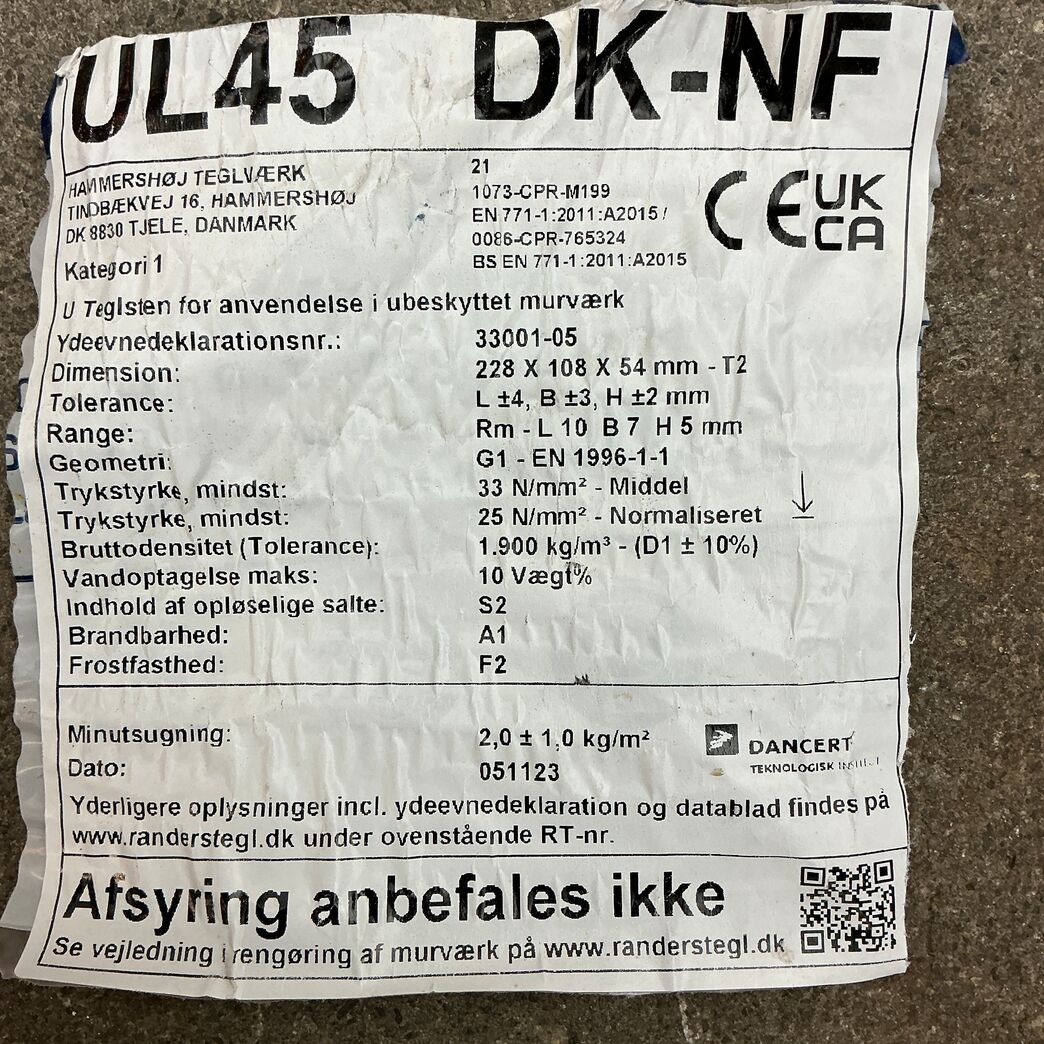 UL45 DK-NF
HAMMERSHØJ TEGLVÆRK
TINDBÆKVEJ 16, HAMMERSHØJ
DK 8830 TJELE, DANMARK
Kategori 1
21
1073-CPR-M199
EN 771-1:2011:A2015 /
0086-CPR-765324
BS EN 771-1:2011:A2015
CE UK
CA
U Teglsten for anvendelse i ubeskyttet murværk
Ydeevnedeklarationsnr.: 33001-05
Dimension: 228 X 108 X 54 mm - T2
Tolerance: L ±4, B ±3, H ±2 mm
Range: Rm - L 10 B 7 H 5 mm
Geometri: G1 - EN 1996-1-1
Trykstyrke, mindst: 33 N/mm² - Middel
Trykstyrke, mindst: 25 N/mm² - Normaliseret
Bruttodensitet (Tolerance): 1.900 kg/m³ - (D1 ± 10%)
Vandoptagelse maks: 10 Vægt%
Indhold af opløselige salte: S2
Brandbarhed: A1
Frostfasthed: F2
Minutsugning: 2,0 ± 1,0 kg/m²
Dato: 051123
DANCERT
TEKNOLOGISK
Yderligere oplysninger incl. ydeevnedeklaration og datablad findes på
www.randerstegl.dk under ovenstående RT-nr.
Afsyring anbefales ikke
Se vejledning i rengøring af murværk på www.randerstegl.dk